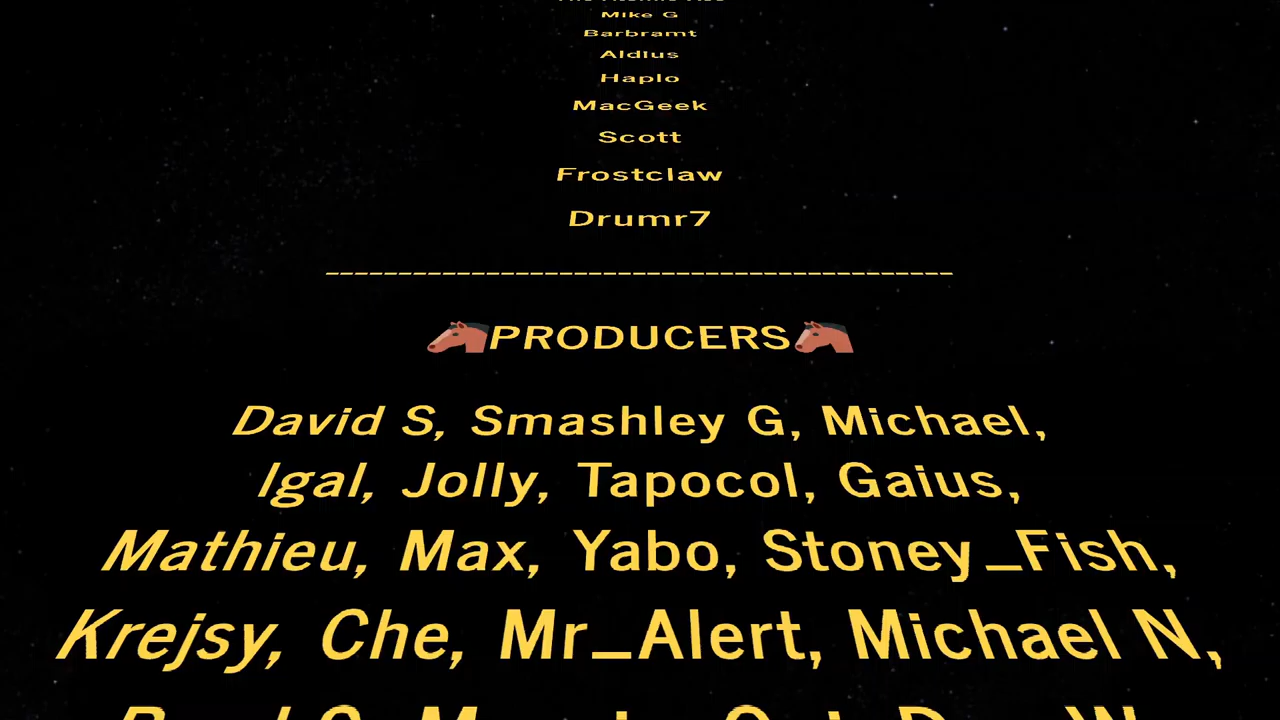 Mike G
Barbramt
Aldius
Haplo
MacGeek
Scott
Frostclaw
Drumr7
-------------------------------------------
🐴PRODUCERS🐴
David S, Smashley G, Michael,
Igal, Jolly, Tapocol, Gaius,
Mathieu, Max, Yabo, Stoney_Fish,
Krejsy, Che, Mr_Alert, Michael N,